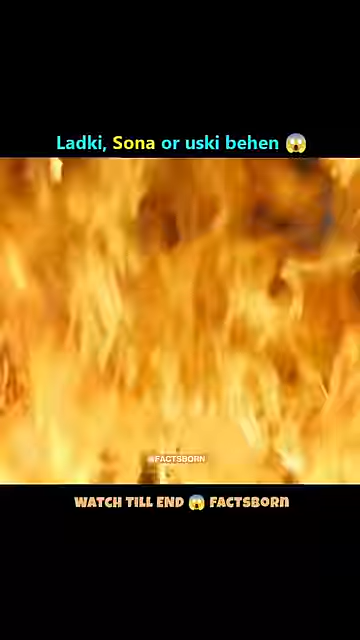 Ladki, Sona or uski behen 😱
@FACTSBORN
WATCH TILL END 😱 FACTSBORN